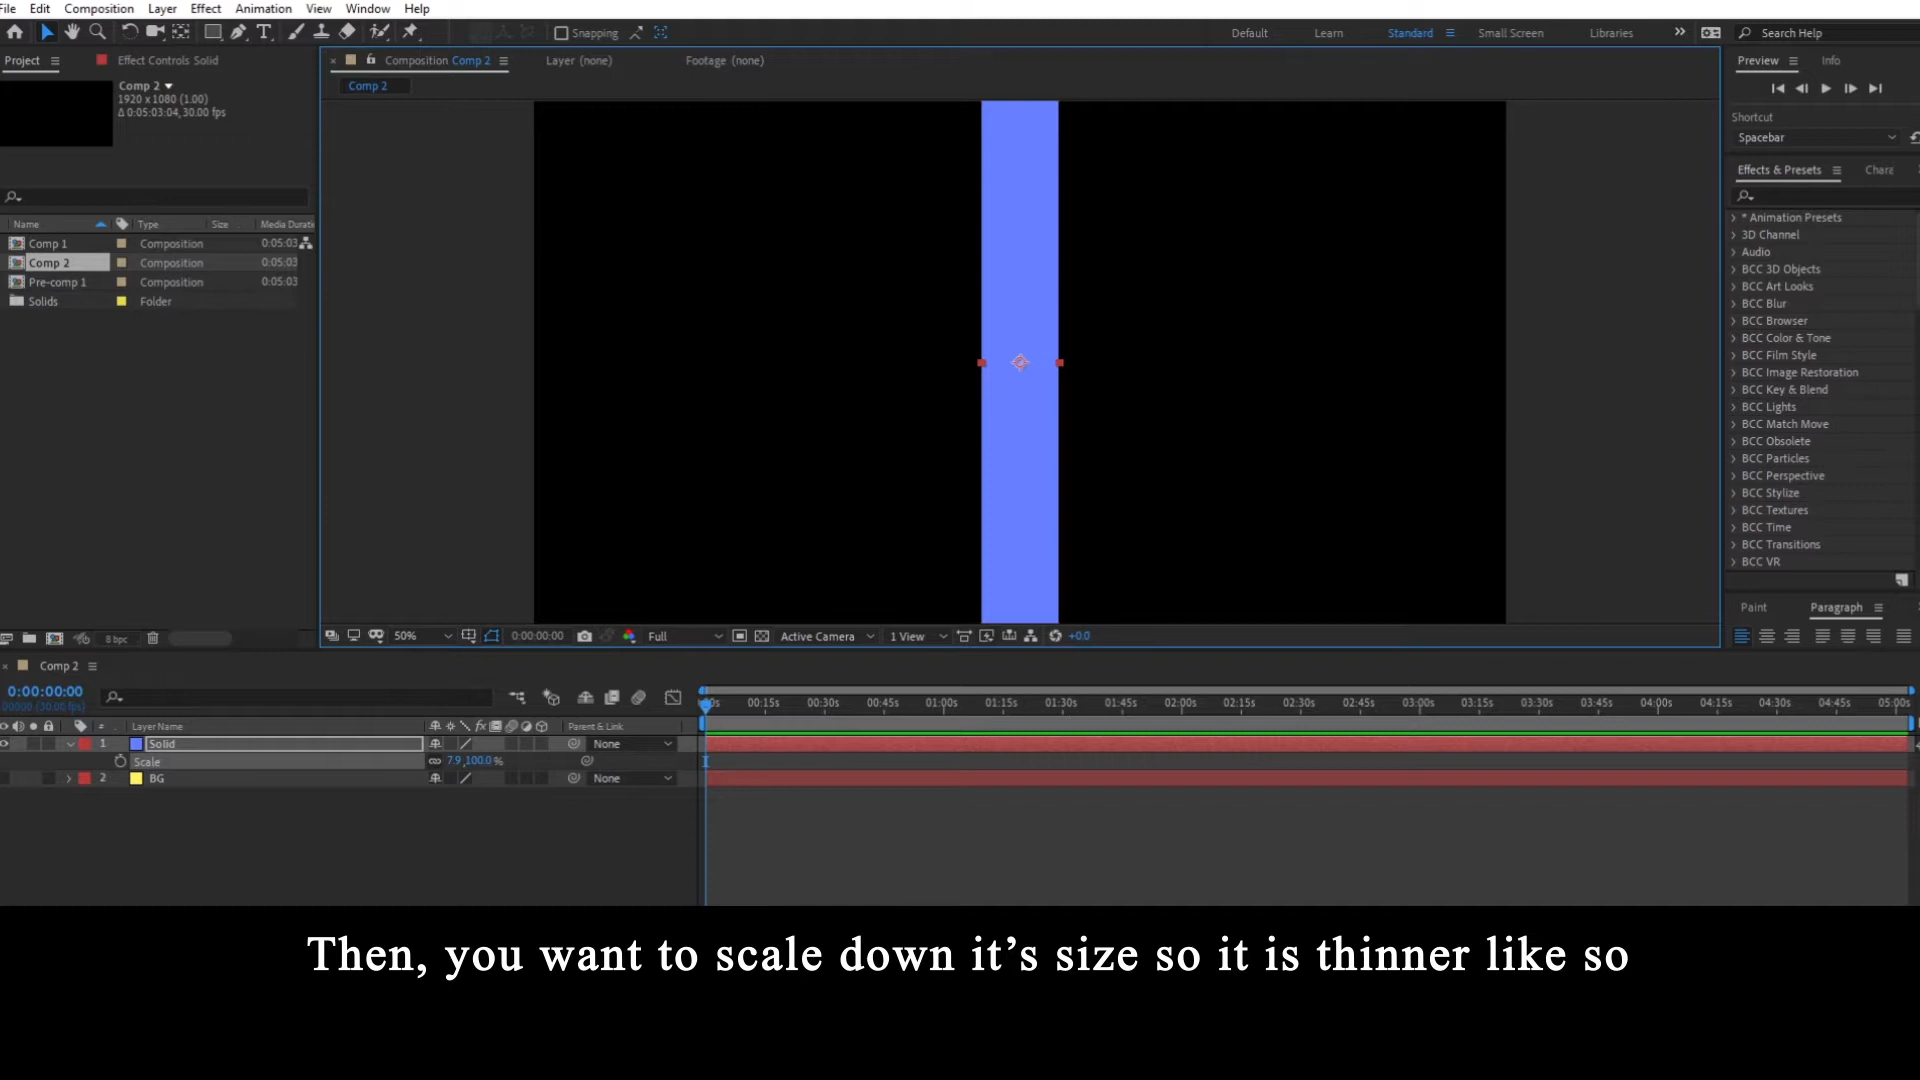 File Edit Composition Layer Effect Animation View Window Help
Snapping Default Learn Standard Small Screen Libraries Search Help
Project Effect Controls Solid Composition Comp 2 Layer (none) Footage (none) Preview Info
Comp 2
Comp 2
1920 x 1080 (1.00)
Δ 0:05:03:04, 30.00 fps
Shortcut
Spacebar
Effects & Presets Chara
Name Type Size Media Durati
Comp 1 Composition 0:05:03
Comp 2 Composition 0:05:03
Pre-comp 1 Composition 0:05:03
Solids Folder
* Animation Presets
3D Channel
Audio
BCC 3D Objects
BCC Art Looks
BCC Blur
BCC Browser
BCC Color & Tone
BCC Film Style
BCC Image Restoration
BCC Key & Blend
BCC Lights
BCC Match Move
BCC Obsolete
BCC Particles
BCC Perspective
BCC Stylize
BCC Textures
BCC Time
BCC Transitions
BCC VR
Paint Paragraph
8 bpc 50% 0:00:00:00 Full Active Camera 1 View +0.0
Comp 2
0:00:00:00
00000 (30.00 fps)
00:15s 00:30s 00:45s 01:00s 01:15s 01:30s 01:45s 02:00s 02:15s 02:30s 02:45s 03:00s 03:15s 03:30s 03:45s 04:00s 04:15s 04:30s 04:45s 05:00s
# Layer Name fx Parent & Link
1 Solid None
Scale 7.9,100.0%
2 BG None
Then, you want to scale down it’s size so it is thinner like so